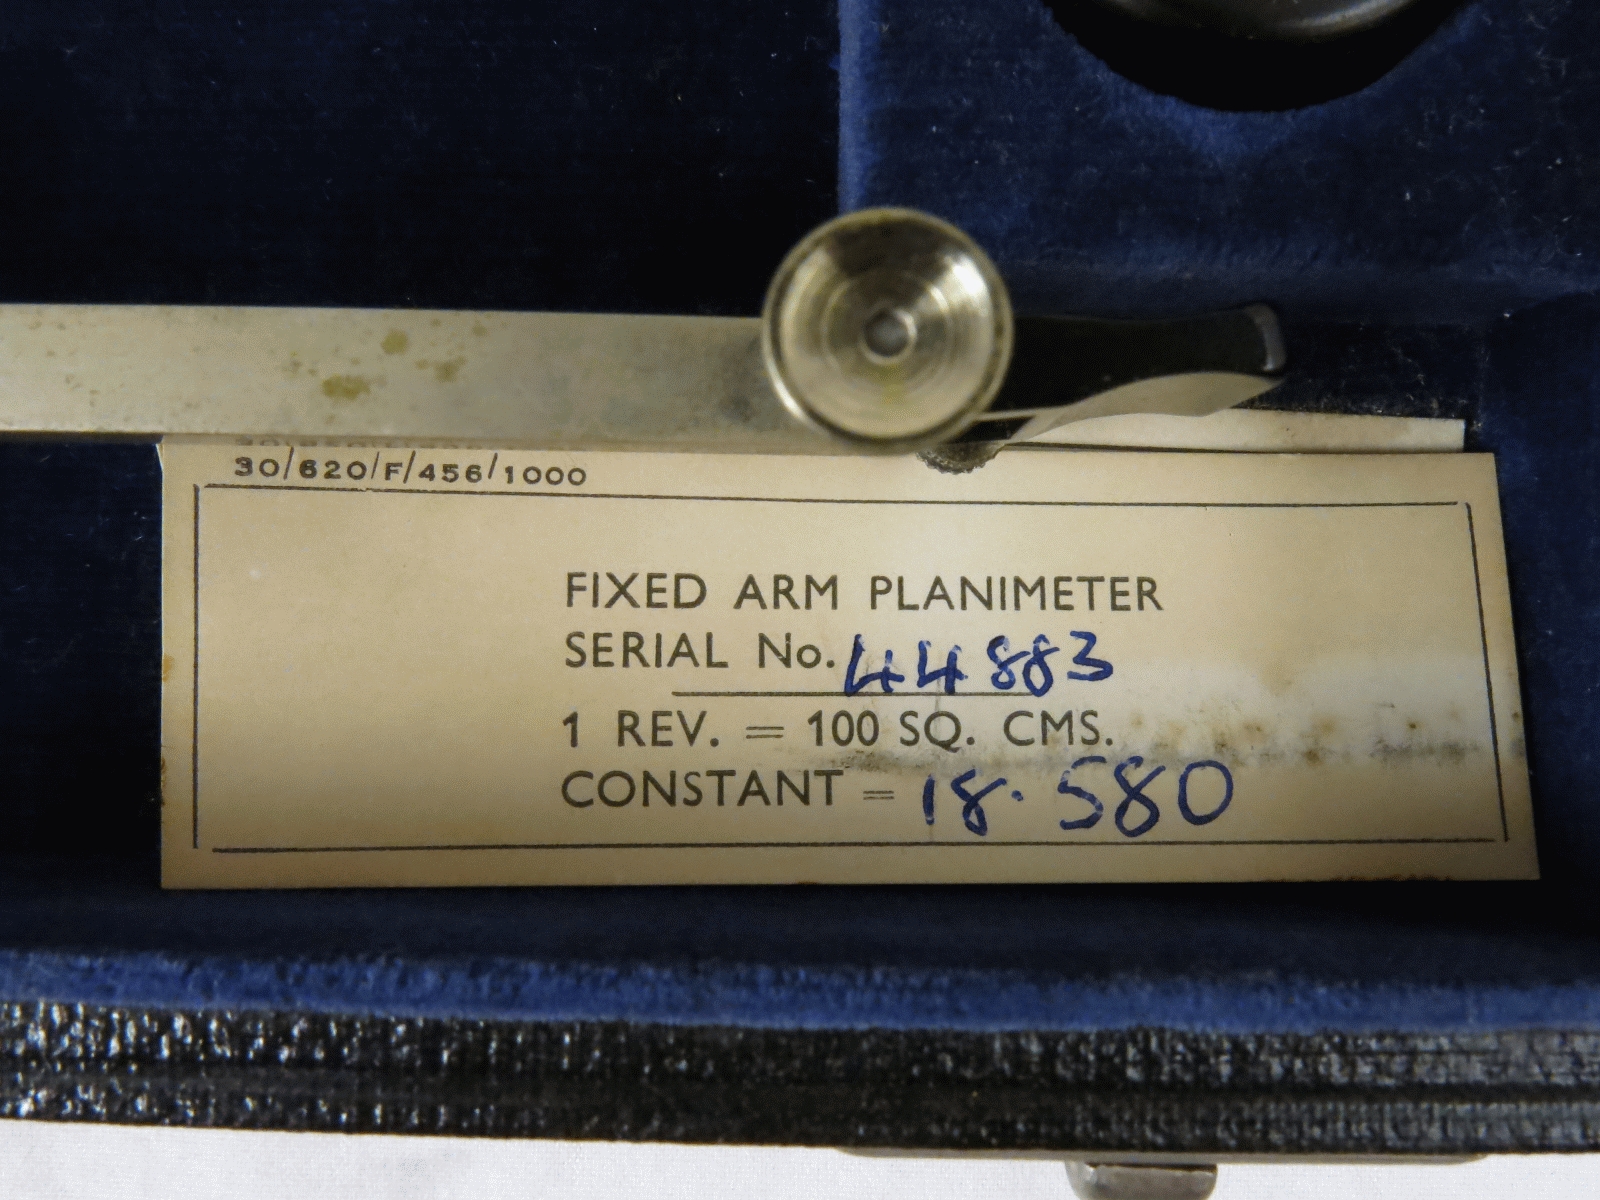 30/620/F/456/1000
FIXED ARM PLANIMETER
SERIAL No. 44883
1 REV. = 100 SQ. CMS.
CONSTANT = 18.580